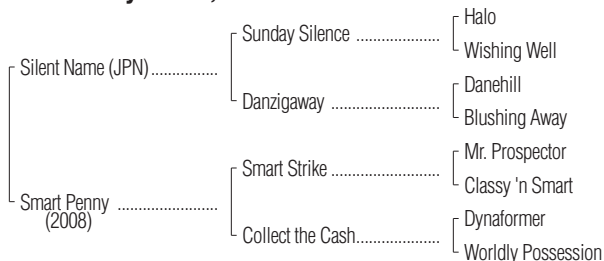 Halo
Sunday Silence ..................
Wishing Well
Silent Name (JPN)................
Danehill
Danzigaway ........................
Blushing Away
Mr. Prospector
Smart Strike ........................
Classy 'n Smart
Smart Penny ......................
(2008)
Dynaformer
Collect the Cash..................
Worldly Possession